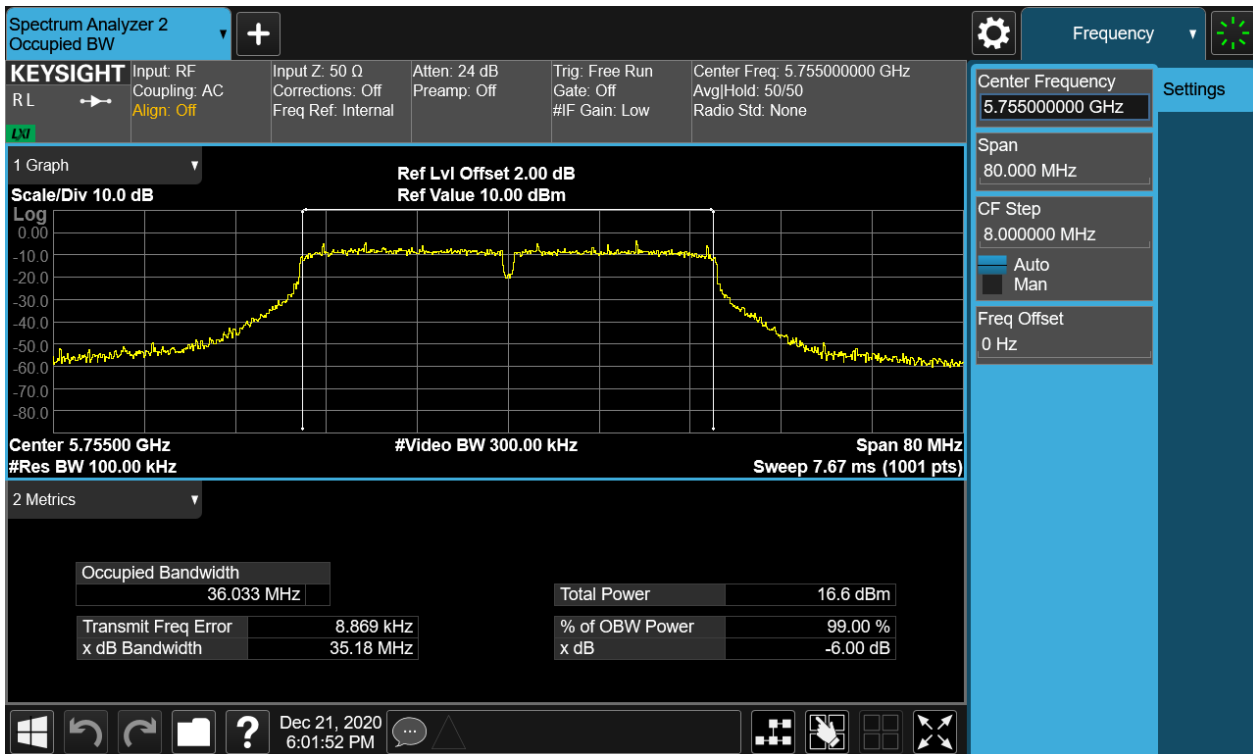 Spectrum Analyzer 2
Occupied BW
+
Frequency
KEYSIGHT
R L
LXI
Input: RF
Coupling: AC
Align: Off
Input Z: 50 Ω
Corrections: Off
Freq Ref: Internal
Atten: 24 dB
Preamp: Off
Trig: Free Run
Gate: Off
#IF Gain: Low
Center Freq: 5.755000000 GHz
Avg|Hold: 50/50
Radio Std: None
Center Frequency
5.755000000 GHz
Settings
Span
80.000 MHz
CF Step
8.000000 MHz
Auto
Man
Freq Offset
0 Hz
1 Graph
Scale/Div 10.0 dB
Ref Lvl Offset 2.00 dB
Ref Value 10.00 dBm
Log
0.00
-10.0
-20.0
-30.0
-40.0
-50.0
-60.0
-70.0
-80.0
Center 5.75500 GHz
#Video BW 300.00 kHz
Span 80 MHz
#Res BW 100.00 kHz
Sweep 7.67 ms (1001 pts)
2 Metrics
Occupied Bandwidth
36.033 MHz
Total Power 16.6 dBm
Transmit Freq Error 8.869 kHz
% of OBW Power 99.00 %
x dB Bandwidth 35.18 MHz
x dB -6.00 dB
?
Dec 21, 2020
6:01:52 PM